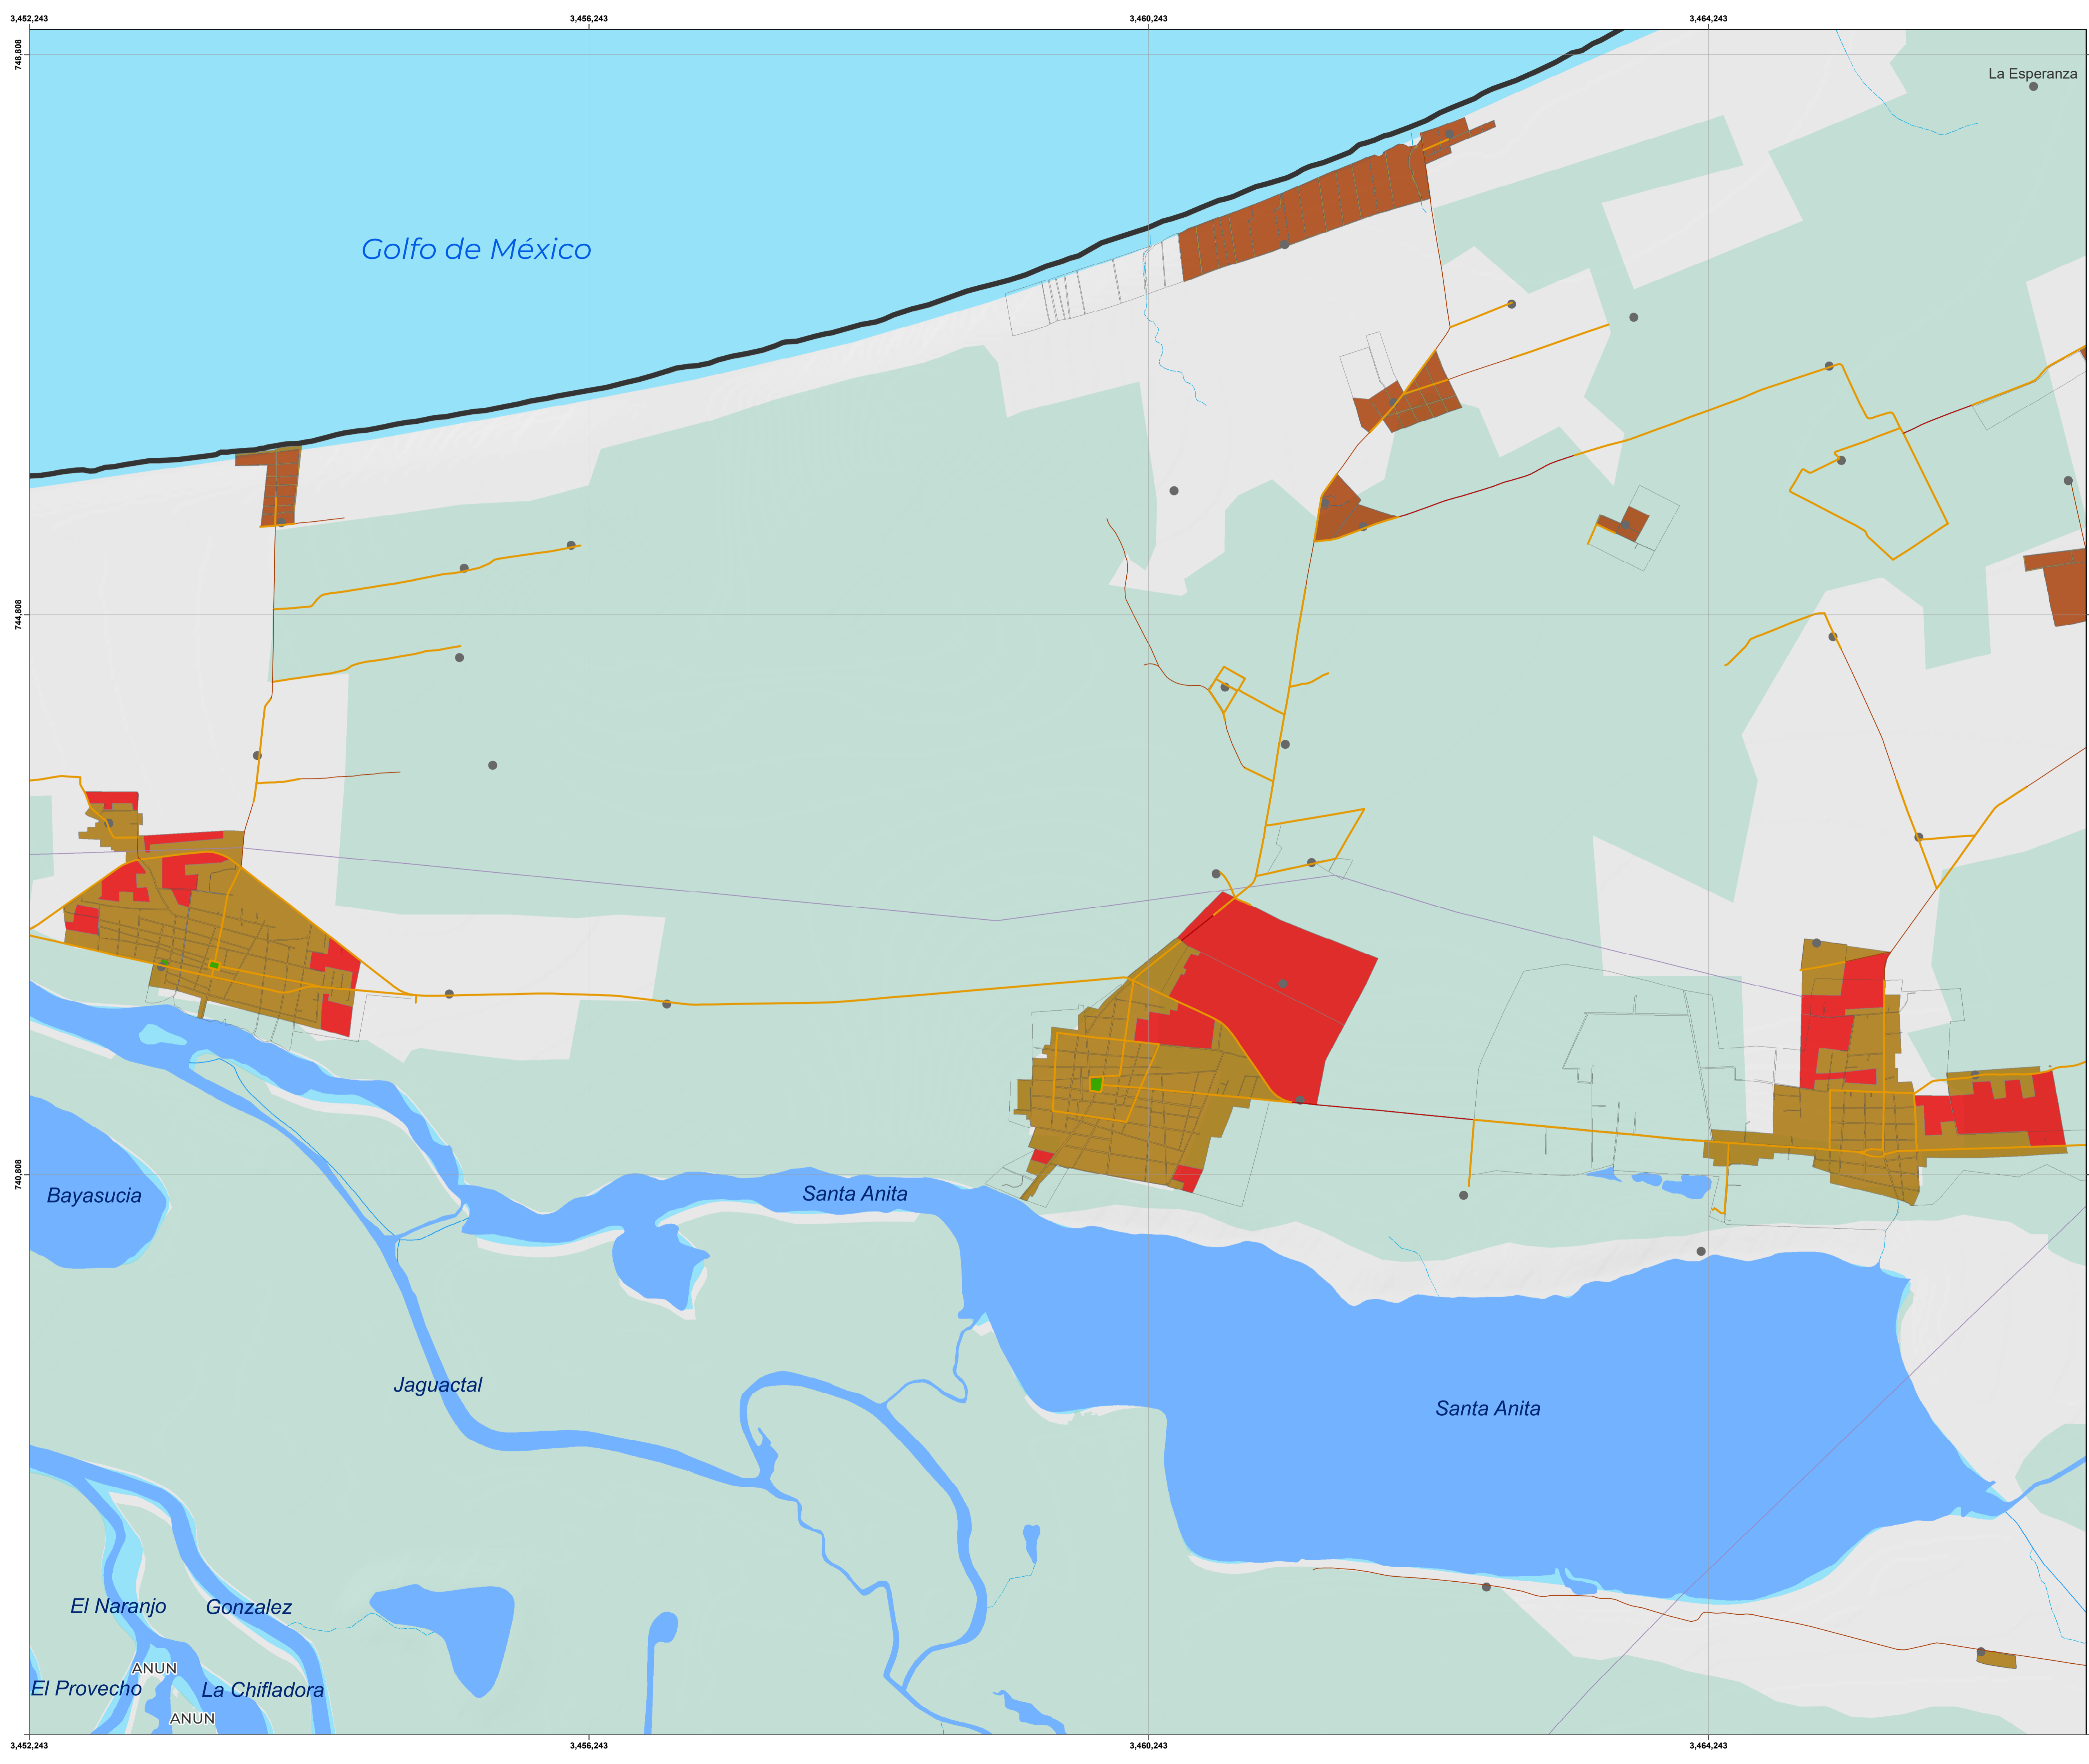 3,452,243
3,456,243
3,460,243
3,464,243
748,808
La Esperanza
Golfo de México
744,808
740,808
Bayasucia
Santa Anita
Jaguactal
Santa Anita
El Naranjo
Gonzalez
ANUN
El Provecho
La Chifladora
ANUN
3,452,243
3,456,243
3,460,243
3,464,243